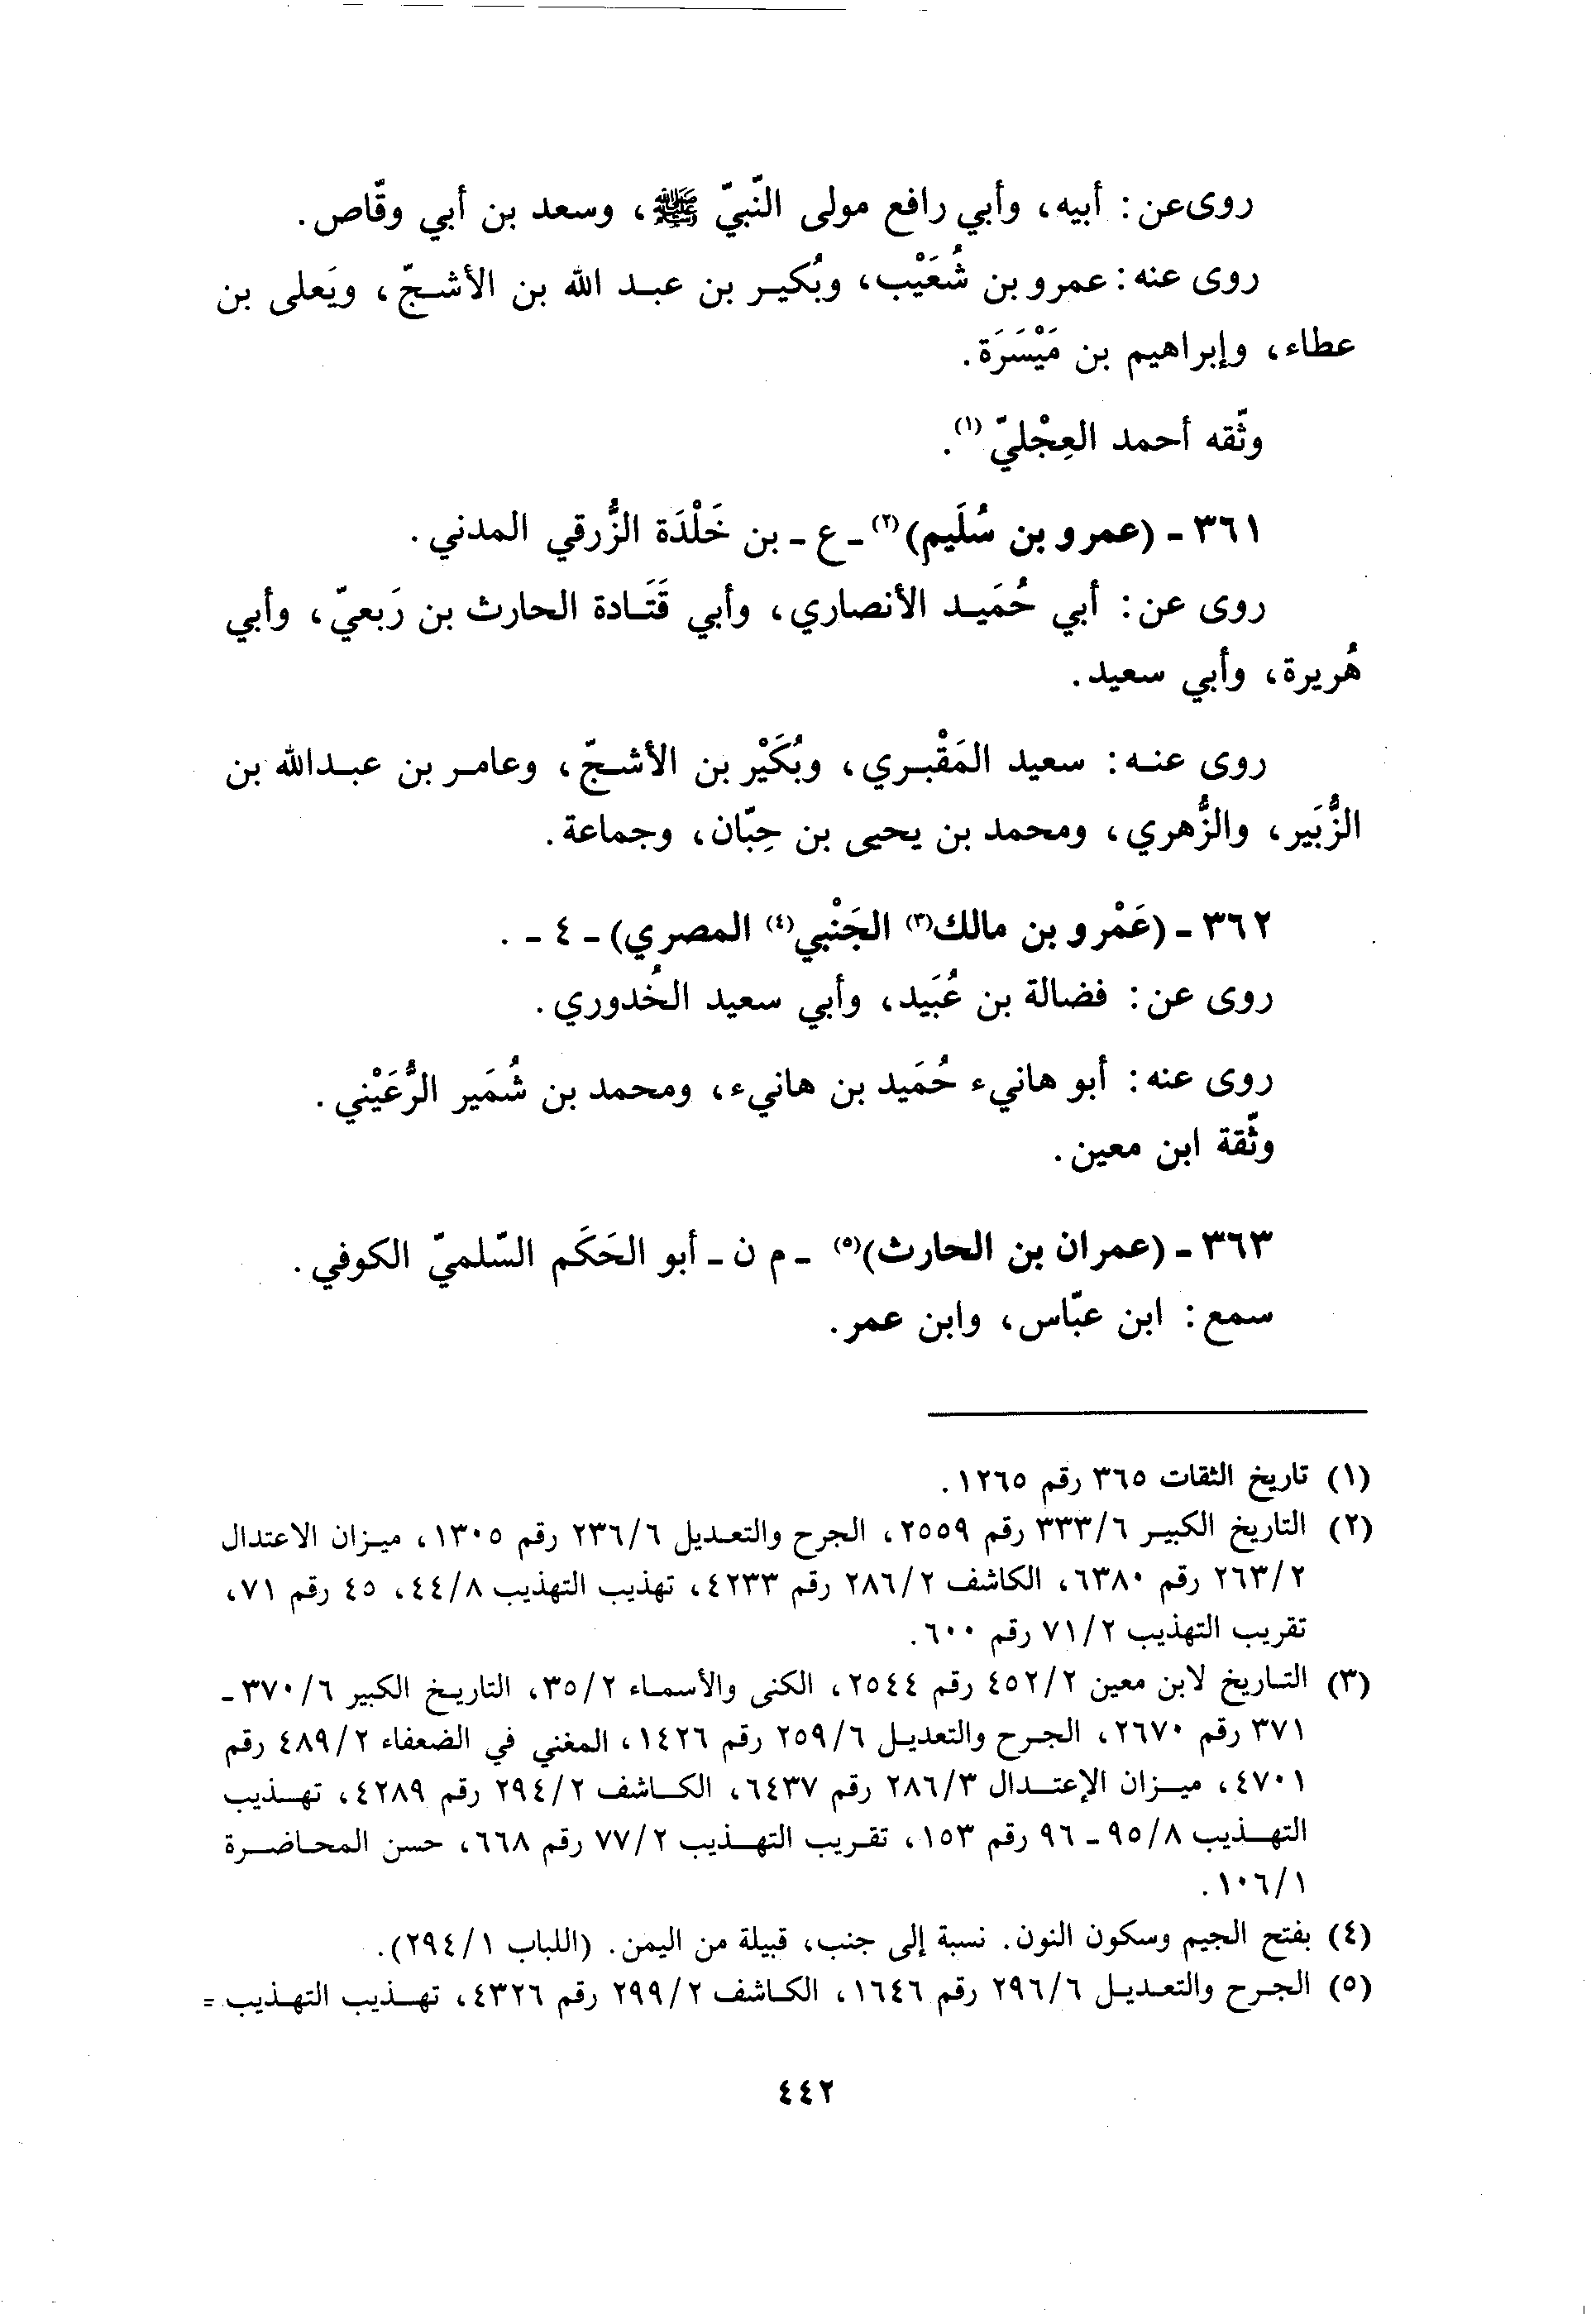 روى عن: أبيه، وأبي رافع مولى النّبيّ ﷺ، وسعد بن أبي وقّاص.
روى عنه: عمرو بن شُعَيْب، وبُكير بن عبد الله بن الأشجّ، ويَعلى بن
عطاء، وإبراهيم بن مَيْسَرَة.
وثّقه أحمد العِجْليّ (١).
٣٦١ - (عمرو بن سُلَيم)(٢) - ع - بن خَلْدَة الزُّرقي المدني.
روى عن: أبي حُمَيد الأنصاري، وأبي قَتَادة الحارث بن رَبعيّ، وأبي
هُريرة، وأبي سعيد.
روى عنه: سعيد المَقْبري، وبُكَيْر بن الأشجّ، وعامر بن عبدالله بن
الزُّبَير، والزُّهري، ومحمد بن يحيى بن حِبّان، وجماعة.
٣٦٢ - (عَمْرو بن مالك(٣) الجَنْبي(٤) المصري) - ٤ - .
روى عن: فضالة بن عُبَيد، وأبي سعيد الخُدوري.
روى عنه: أبو هانيء حُمَيد بن هانيء، ومحمد بن شُمَير الرُّعَيْني.
وثّقة ابن معين.
٣٦٣ - (عمران بن الحارث)(٥) - م ن - أبو الحَكَم السّلميّ الكوفي.
سمع: ابن عبّاس، وابن عمر.
(١) تاريخ الثقات ٣٦٥ رقم ١٢٦٥.
(٢) التاريخ الكبير ٣٣٣/٦ رقم ٢٥٥٩، الجرح والتعديل ٢٣٦/٦ رقم ١٣٠٥، ميزان الاعتدال
٢٦٣/٢ رقم ٦٣٨٠، الكاشف ٢٨٦/٢ رقم ٤٢٣٣، تهذيب التهذيب ٤٤/٨، ٤٥ رقم ٧١،
تقريب التهذيب ٧١/٢ رقم ٦٠٠.
(٣) التاريخ لابن معين ٤٥٢/٢ رقم ٢٥٤٤، الكنى والأسماء ٣٥/٢، التاريخ الكبير ٣٧٠/٦ -
٣٧١ رقم ٢٦٧٠، الجرح والتعديل ٢٥٩/٦ رقم ١٤٢٦، المغني في الضعفاء ٤٨٩/٢ رقم
٤٧٠١، ميزان الإعتدال ٢٨٦/٣ رقم ٦٤٣٧، الكاشف ٢٩٤/٢ رقم ٤٢٨٩، تهذيب
التهذيب ٩٥/٨ - ٩٦ رقم ١٥٣، تقريب التهذيب ٧٧/٢ رقم ٦٦٨، حسن المحاضرة
١٠٦/١.
(٤) بفتح الجيم وسكون النون. نسبة إلى جنب، قبيلة من اليمن. (اللباب ٢٩٤/١).
(٥) الجرح والتعديل ٢٩٦/٦ رقم ١٦٤٦، الكاشف ٢٩٩/٢ رقم ٤٣٢٦، تهذيب التهذيب =
٤٤٢